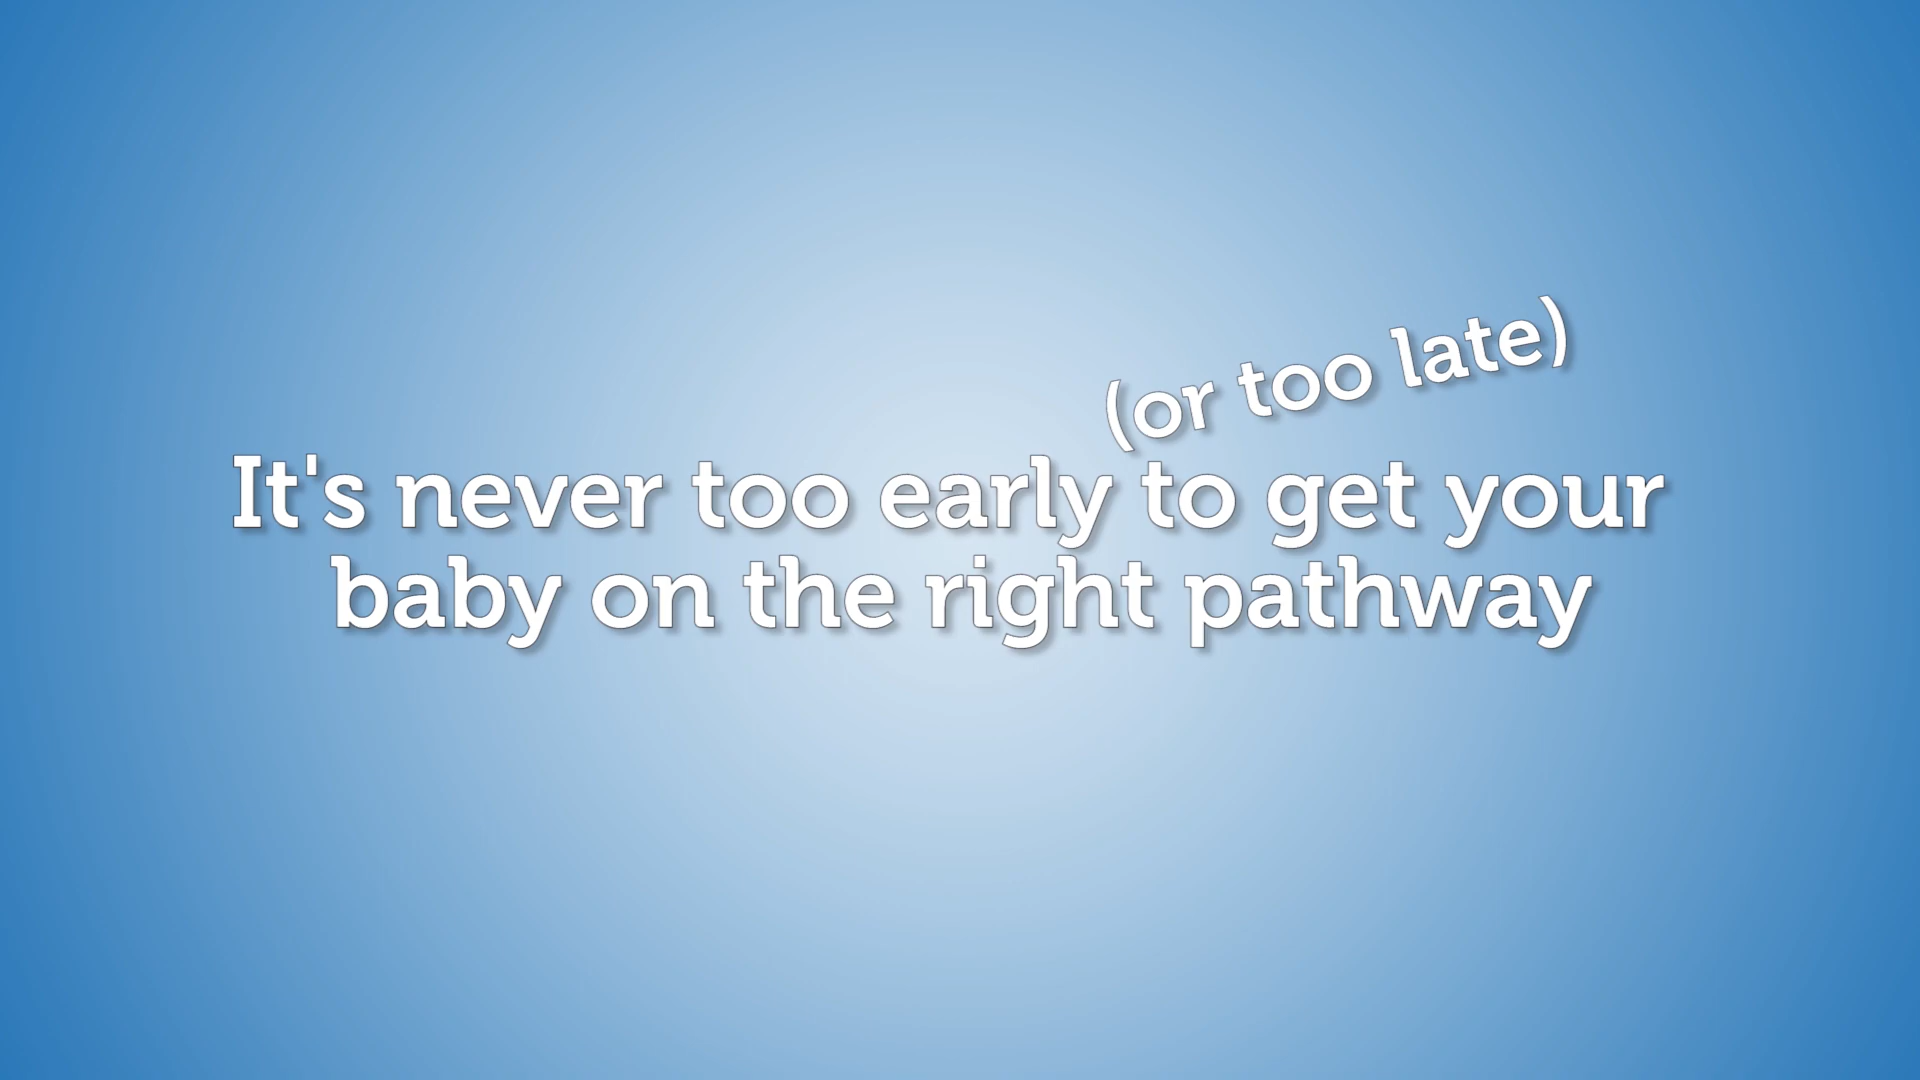 (or too late)
It's never too early to get your
baby on the right pathway